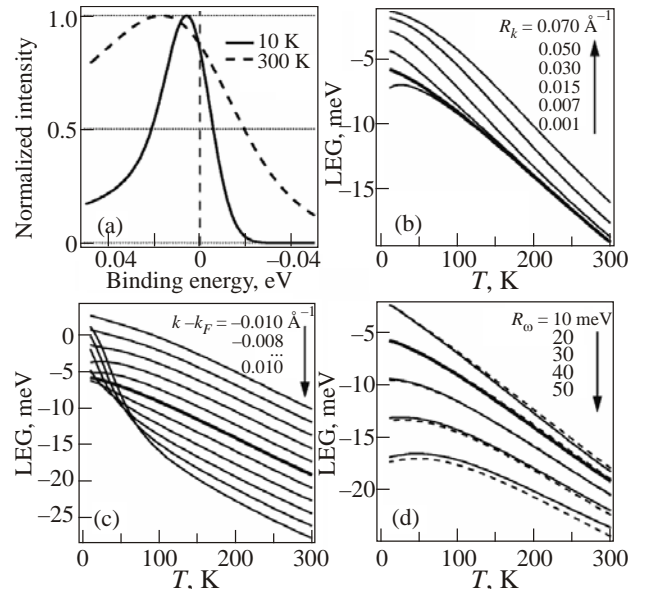 1.0
0.5
0
Normalized intensity
10 K
300 K
(a)
0.04
0
−0.04
Binding energy, eV
−5
−10
−15
LEG, meV
R_k = 0.070 Å⁻¹
0.050
0.030
0.015
0.007
0.001
(b)
0
100
200
300
T, K
0
−5
−10
−15
−20
−25
LEG, meV
k − k_F = −0.010 Å⁻¹
−0.008
...
0.010
(c)
0
100
200
300
T, K
−5
−10
−15
−20
LEG, meV
R_ω = 10 meV
20
30
40
50
(d)
0
100
200
300
T, K